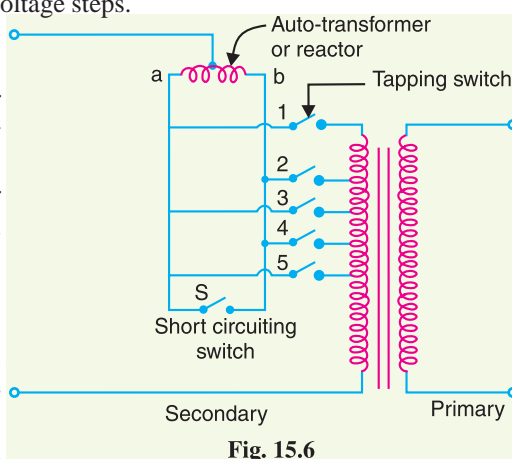 oltage steps.
Auto-transformer
or reactor
a
b
Tapping switch
1
2
3
4
5
S
Short circuiting
switch
Secondary
Primary
Fig. 15.6